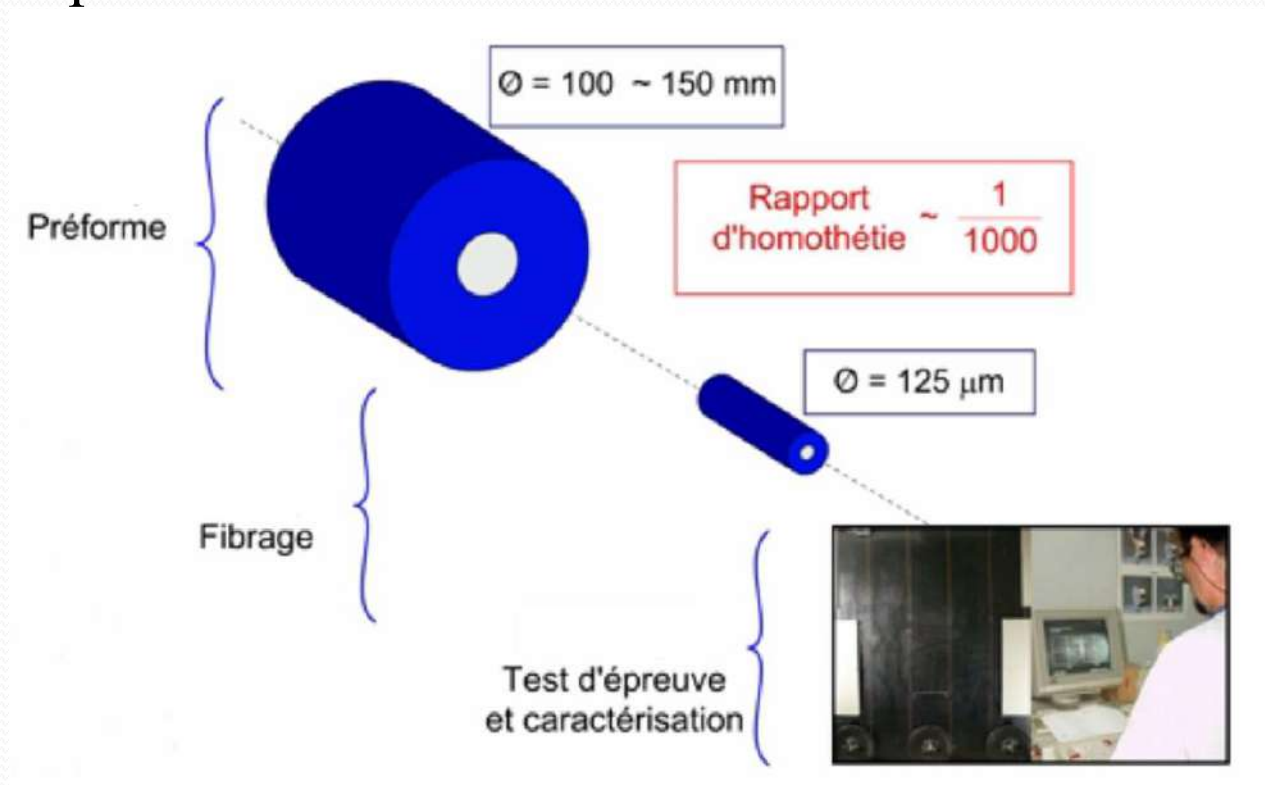 Ø = 100 ~ 150 mm
Préforme
Rapport
d'homothétie ~ 1/1000
Ø = 125 µm
Fibrage
Test d'épreuve
et caractérisation